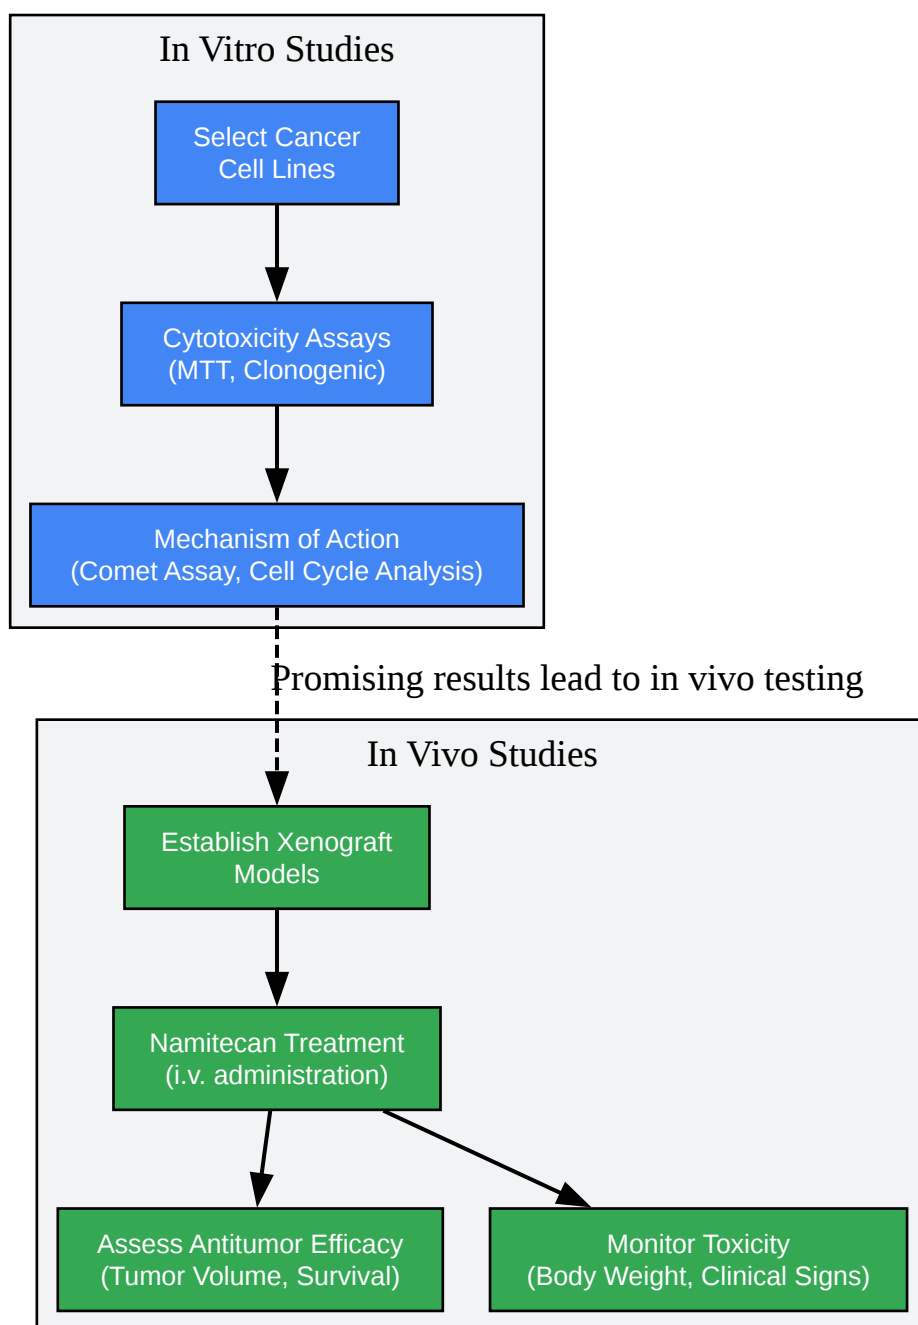 In Vitro Studies
Select Cancer
Cell Lines
Cytotoxicity Assays
(MTT, Clonogenic)
Mechanism of Action
(Comet Assay, Cell Cycle Analysis)
Promising results lead to in vivo testing
In Vivo Studies
Establish Xenograft
Models
Namitecan Treatment
(i.v. administration)
Assess Antitumor Efficacy
(Tumor Volume, Survival)
Monitor Toxicity
(Body Weight, Clinical Signs)